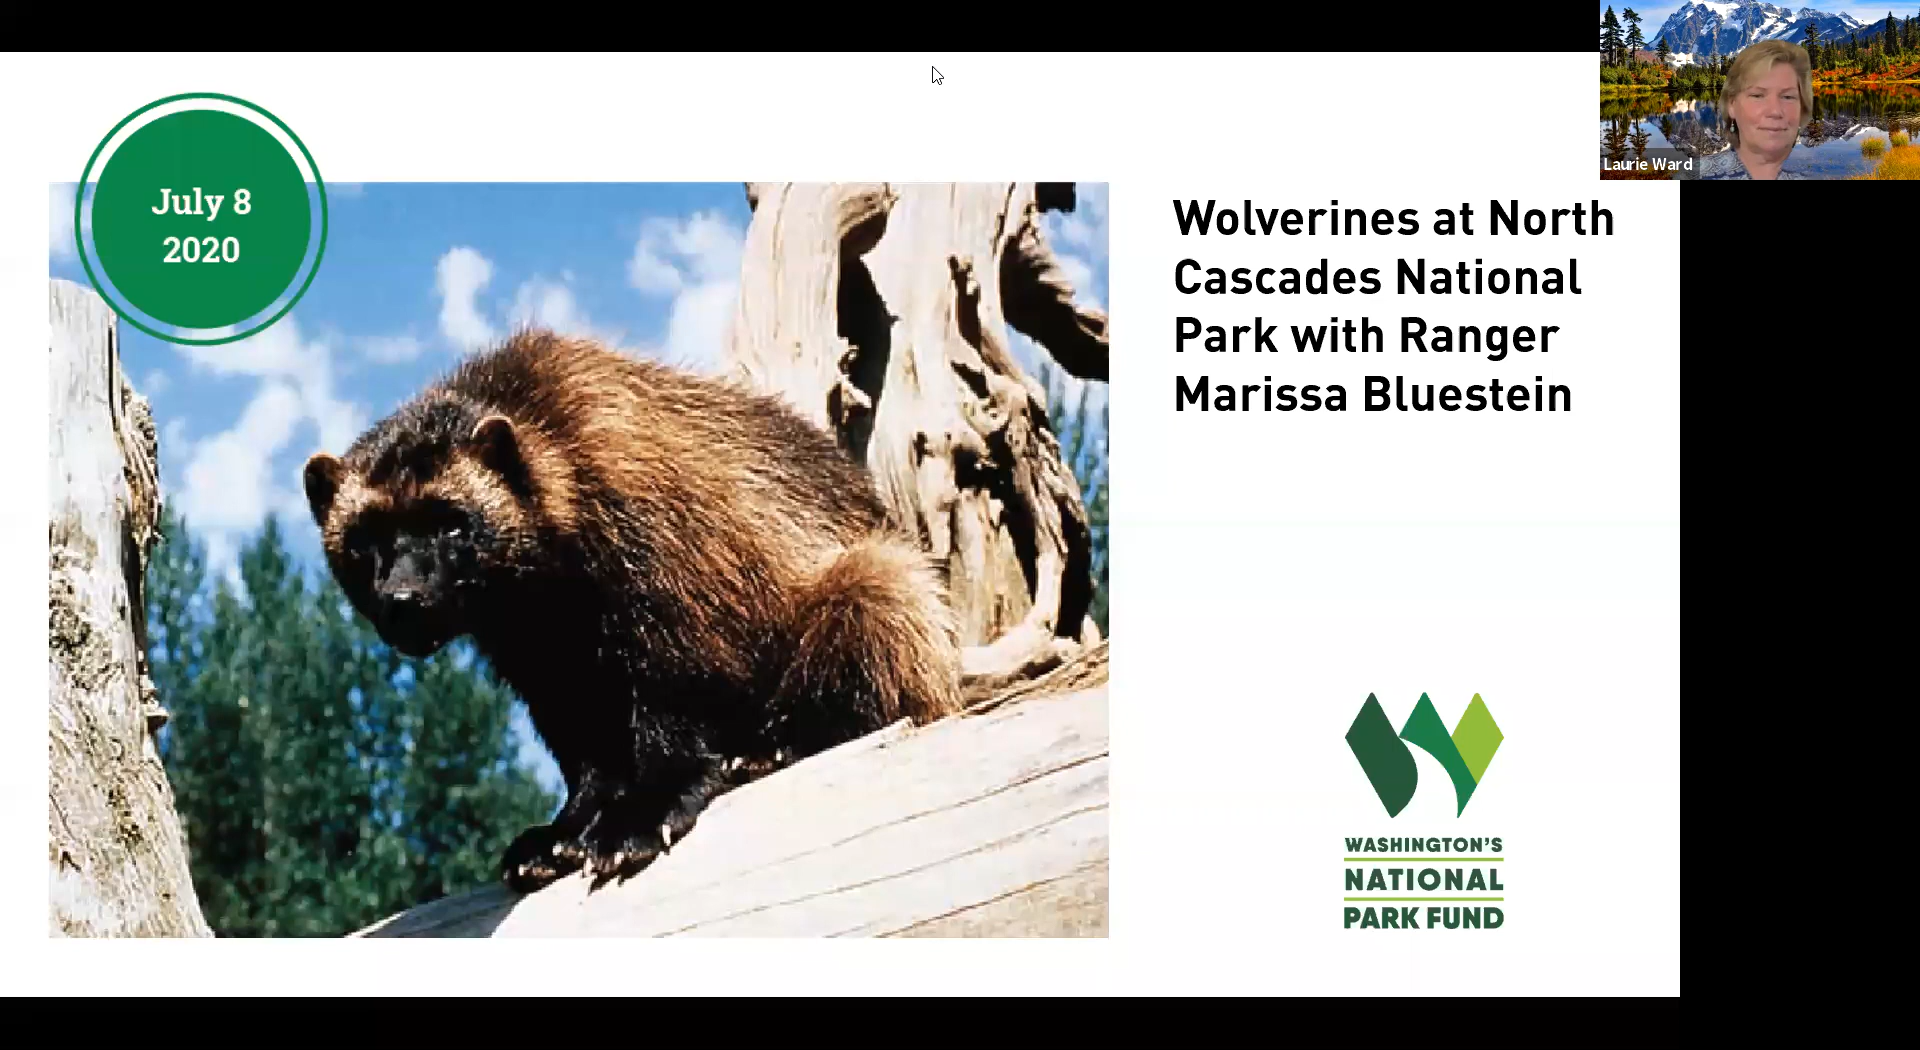 Laurie Ward
July 8
2020
Wolverines at North
Cascades National
Park with Ranger
Marissa Bluestein
WASHINGTON'S
NATIONAL
PARK FUND